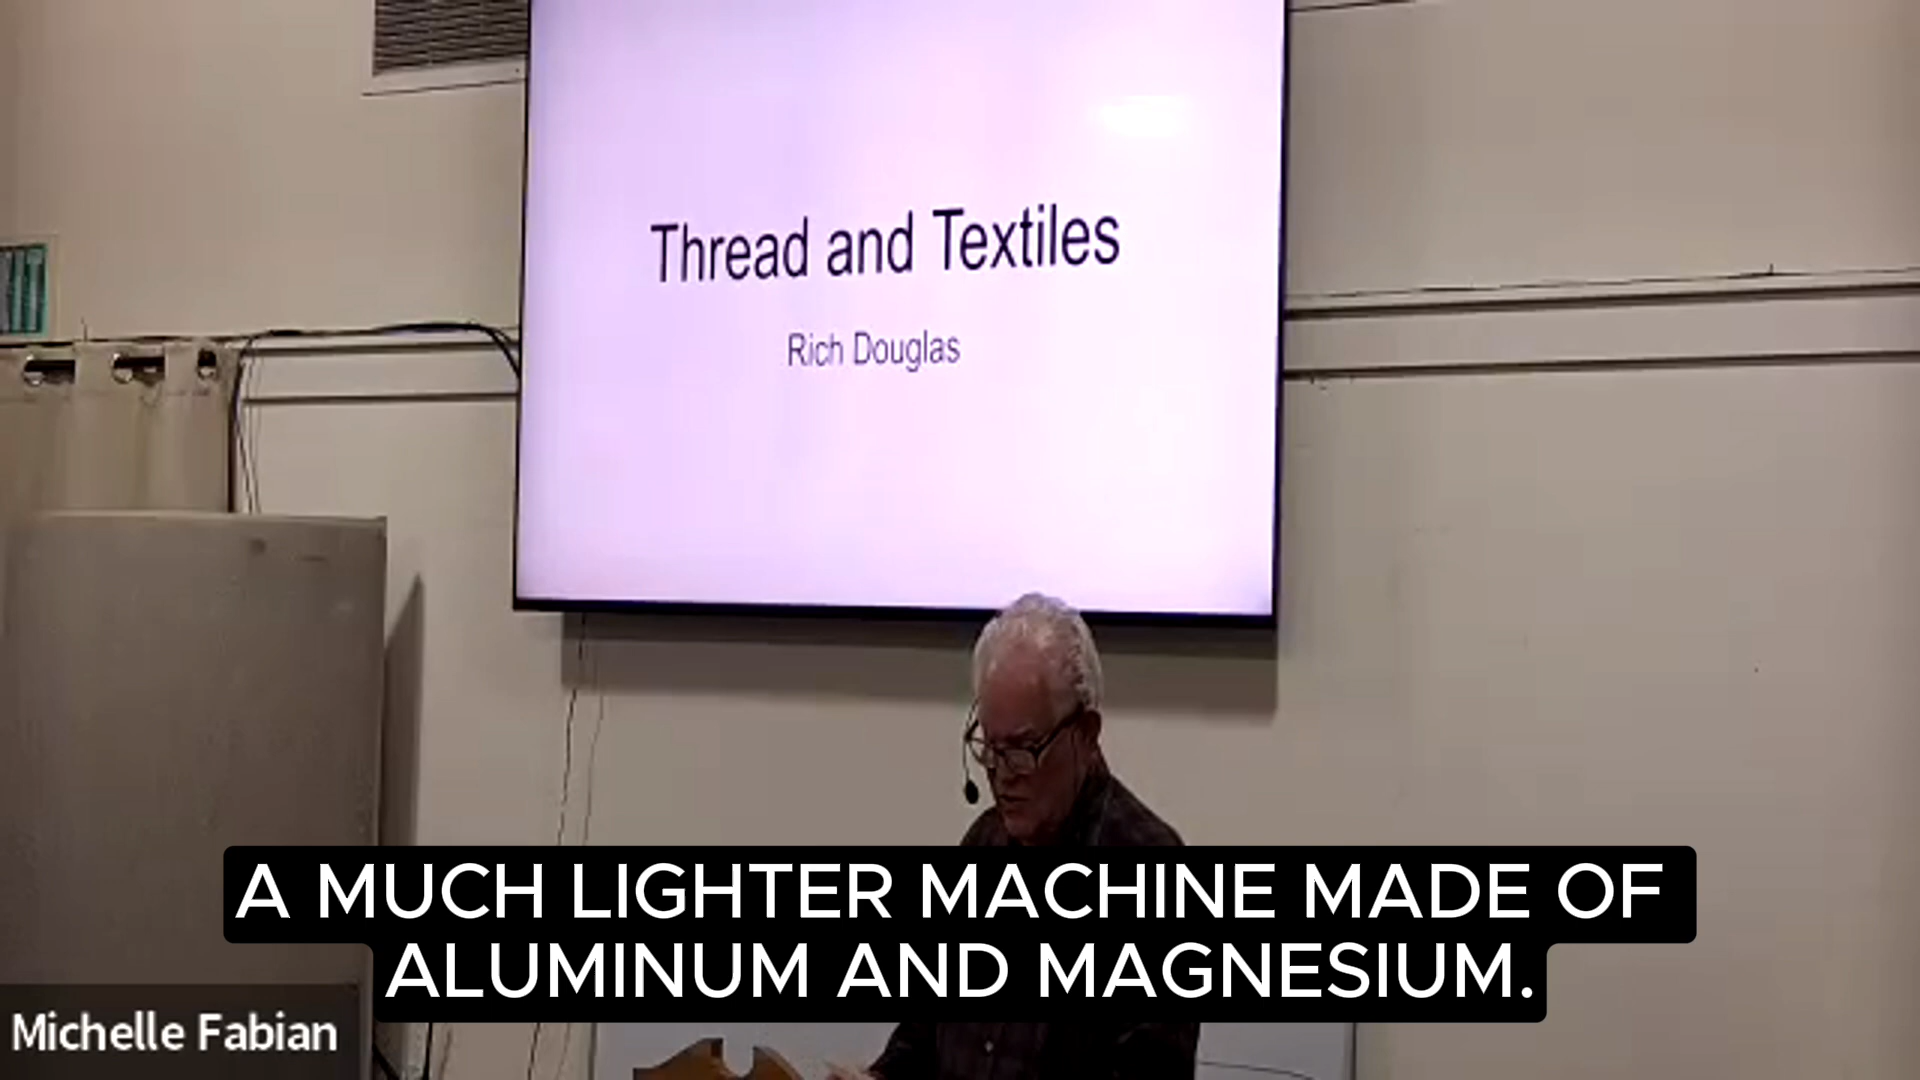 Thread and Textiles
Rich Douglas
A MUCH LIGHTER MACHINE MADE OF
ALUMINUM AND MAGNESIUM.
Michelle Fabian